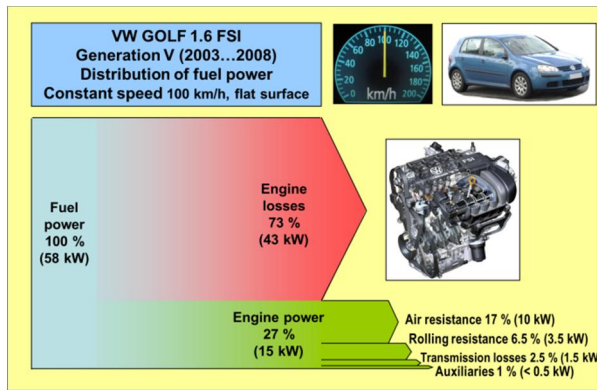 VW GOLF 1.6 FSI
Generation V (2003…2008)
Distribution of fuel power
Constant speed 100 km/h, flat surface
0
20
40
60
80
100
120
140
160
180
200
km/h
Fuel
power
100 %
(58 kW)
Engine
losses
73 %
(43 kW)
FSI
Engine power
27 %
(15 kW)
Air resistance 17 % (10 kW)
Rolling resistance 6.5 % (3.5 kW)
Transmission losses 2.5 % (1.5 kW
Auxiliaries 1 % (< 0.5 kW)